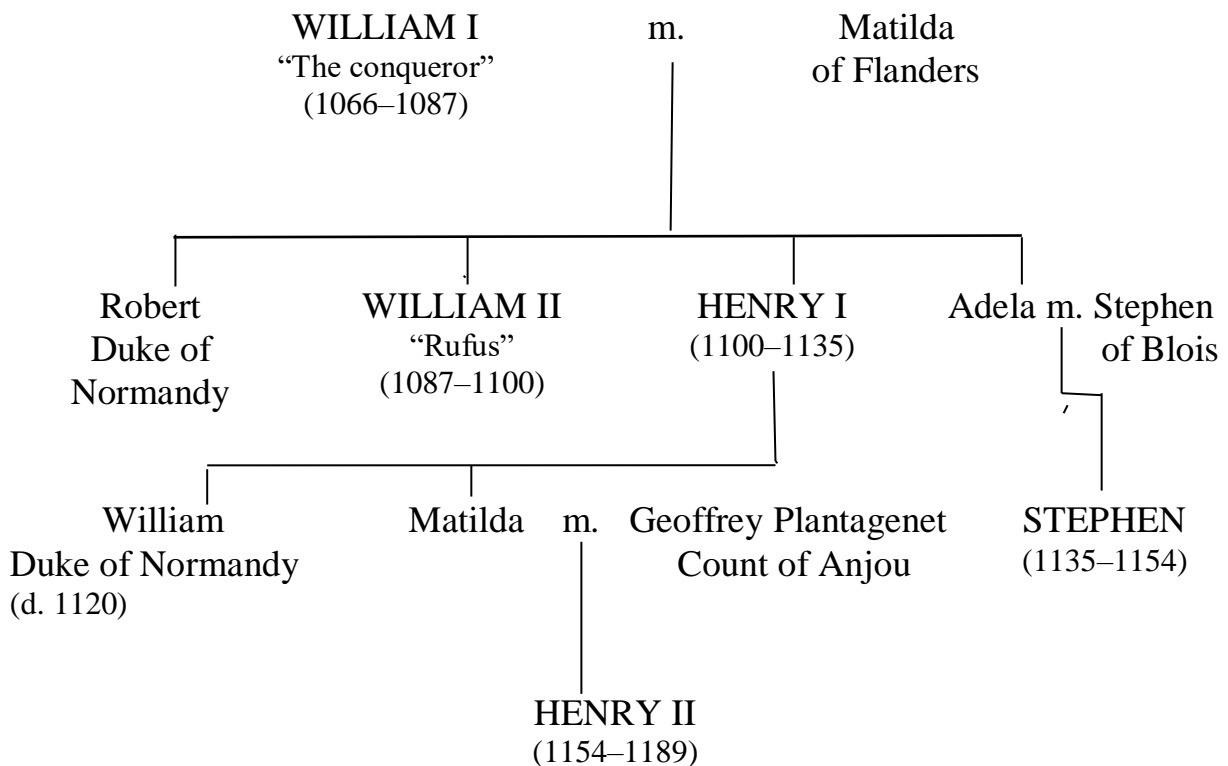 WILLIAM I m. Matilda
“The conqueror” of Flanders
(1066–1087)
Robert WILLIAM II HENRY I Adela m. Stephen
Duke of “Rufus” (1100–1135) of Blois
Normandy (1087–1100)
William Matilda m. Geoffrey Plantagenet STEPHEN
Duke of Normandy Count of Anjou (1135–1154)
(d. 1120)
HENRY II
(1154–1189)